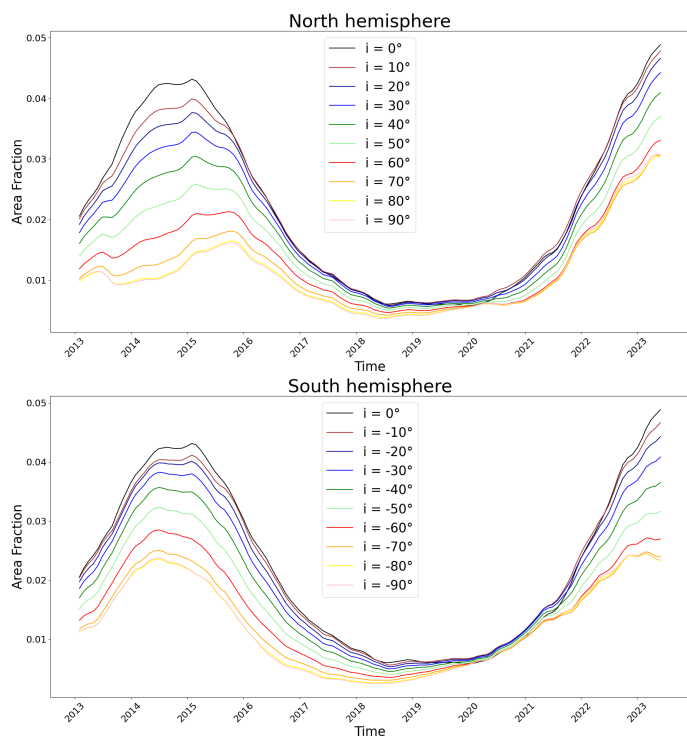 North hemisphere
0.05
0.04
0.03
0.02
0.01
Area Fraction
i = 0°
i = 10°
i = 20°
i = 30°
i = 40°
i = 50°
i = 60°
i = 70°
i = 80°
i = 90°
2013
2014
2015
2016
2017
2018
2019
2020
2021
2022
2023
Time
South hemisphere
0.05
0.04
0.03
0.02
0.01
Area Fraction
i = 0°
i = -10°
i = -20°
i = -30°
i = -40°
i = -50°
i = -60°
i = -70°
i = -80°
i = -90°
2013
2014
2015
2016
2017
2018
2019
2020
2021
2022
2023
Time